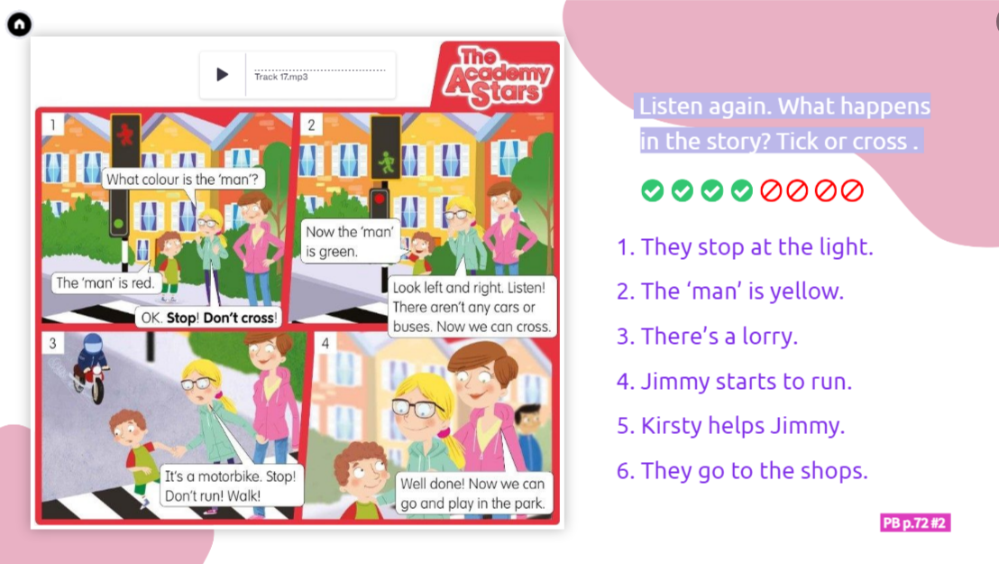 Track 17.mp3
The
Academy
Stars
1
What colour is the ‘man’?
The ‘man’ is red.
OK. Stop! Don’t cross!
2
Now the ‘man’
is green.
Look left and right. Listen!
There aren’t any cars or
buses. Now we can cross.
3
It’s a motorbike. Stop!
Don’t run! Walk!
4
Well done! Now we can
go and play in the park.
Listen again. What happens
in the story? Tick or cross .
1. They stop at the light.
2. The ‘man’ is yellow.
3. There’s a lorry.
4. Jimmy starts to run.
5. Kirsty helps Jimmy.
6. They go to the shops.
PB p.72 #2